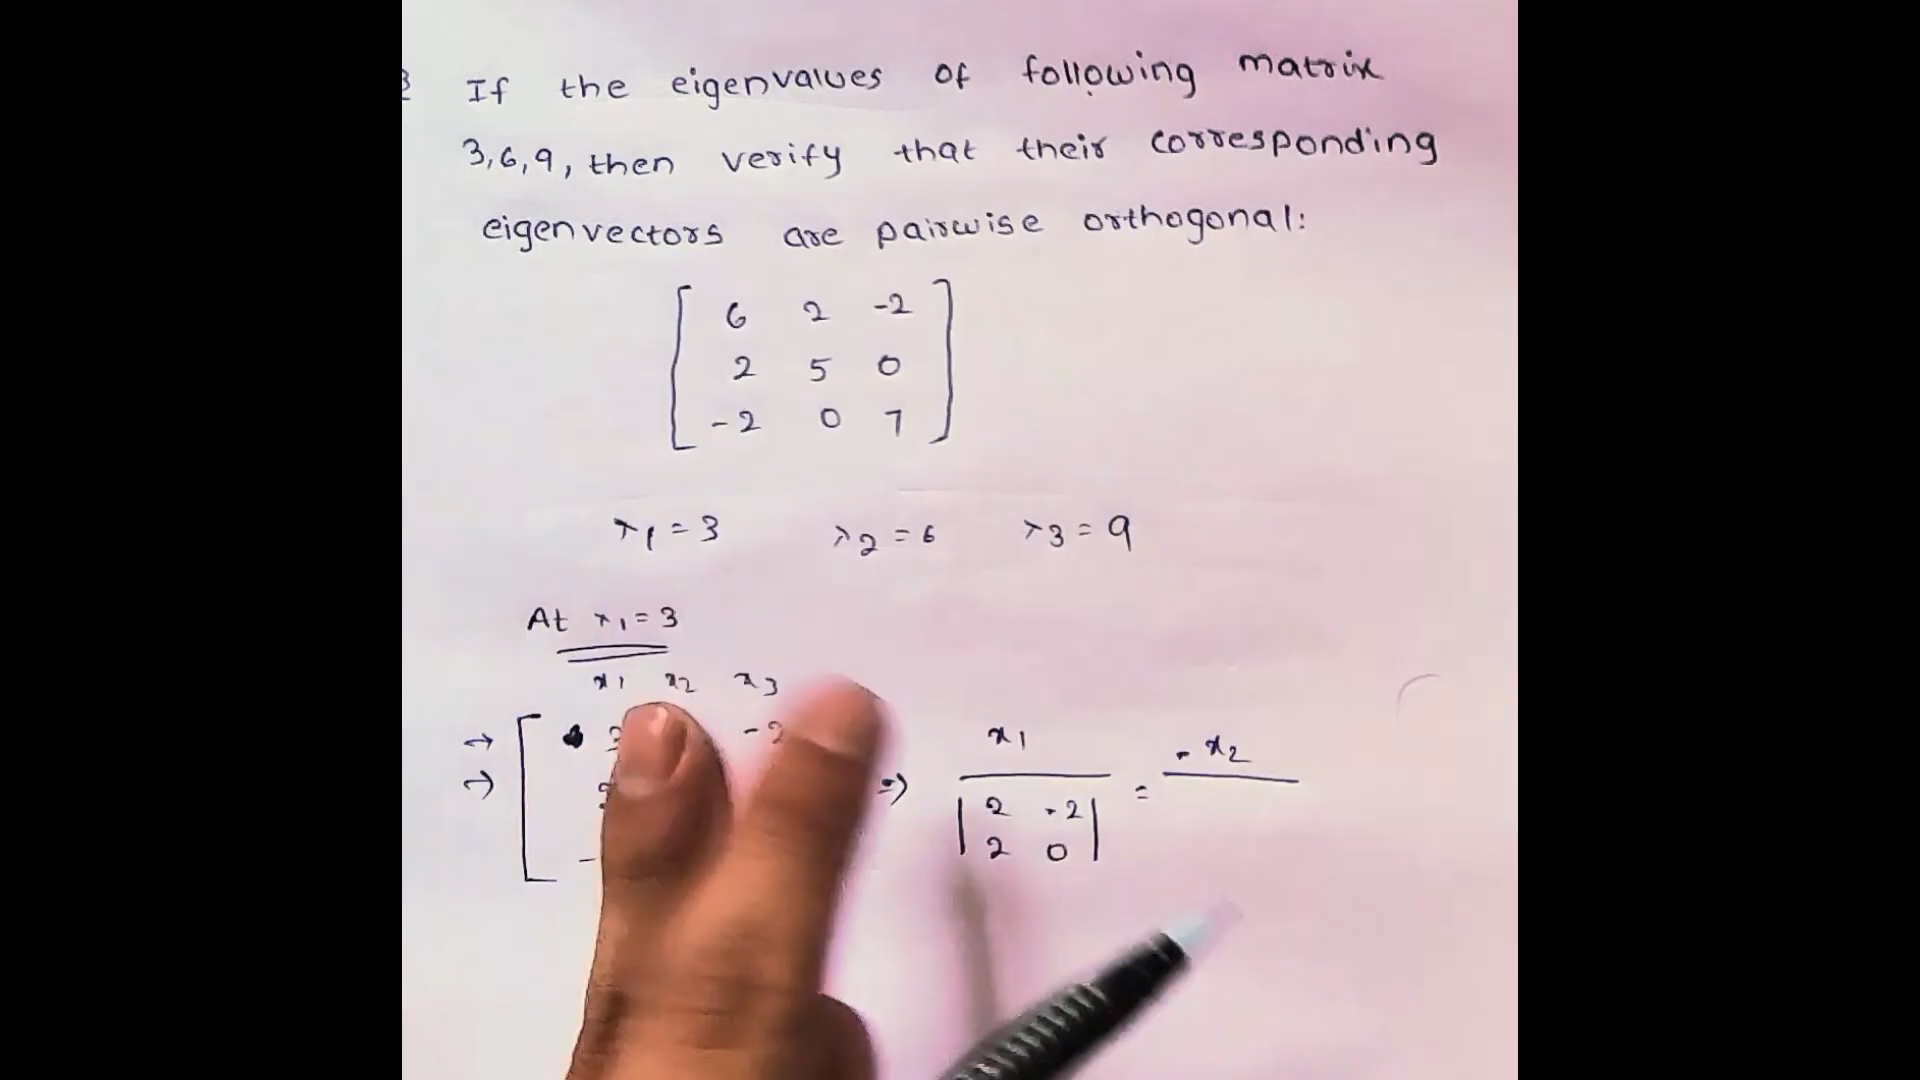 If the eigenvalues of following matrix
3,6,9, then verify that their corresponding
eigenvectors are pairwise orthogonal:
6 2 -2
2 5 0
-2 0 7
λ1 = 3 λ2 = 6 λ3 = 9
At λ1 = 3
x1 x2 x3
→ -2 x1 - x2
→ ⇒ =
2 -2
2 0